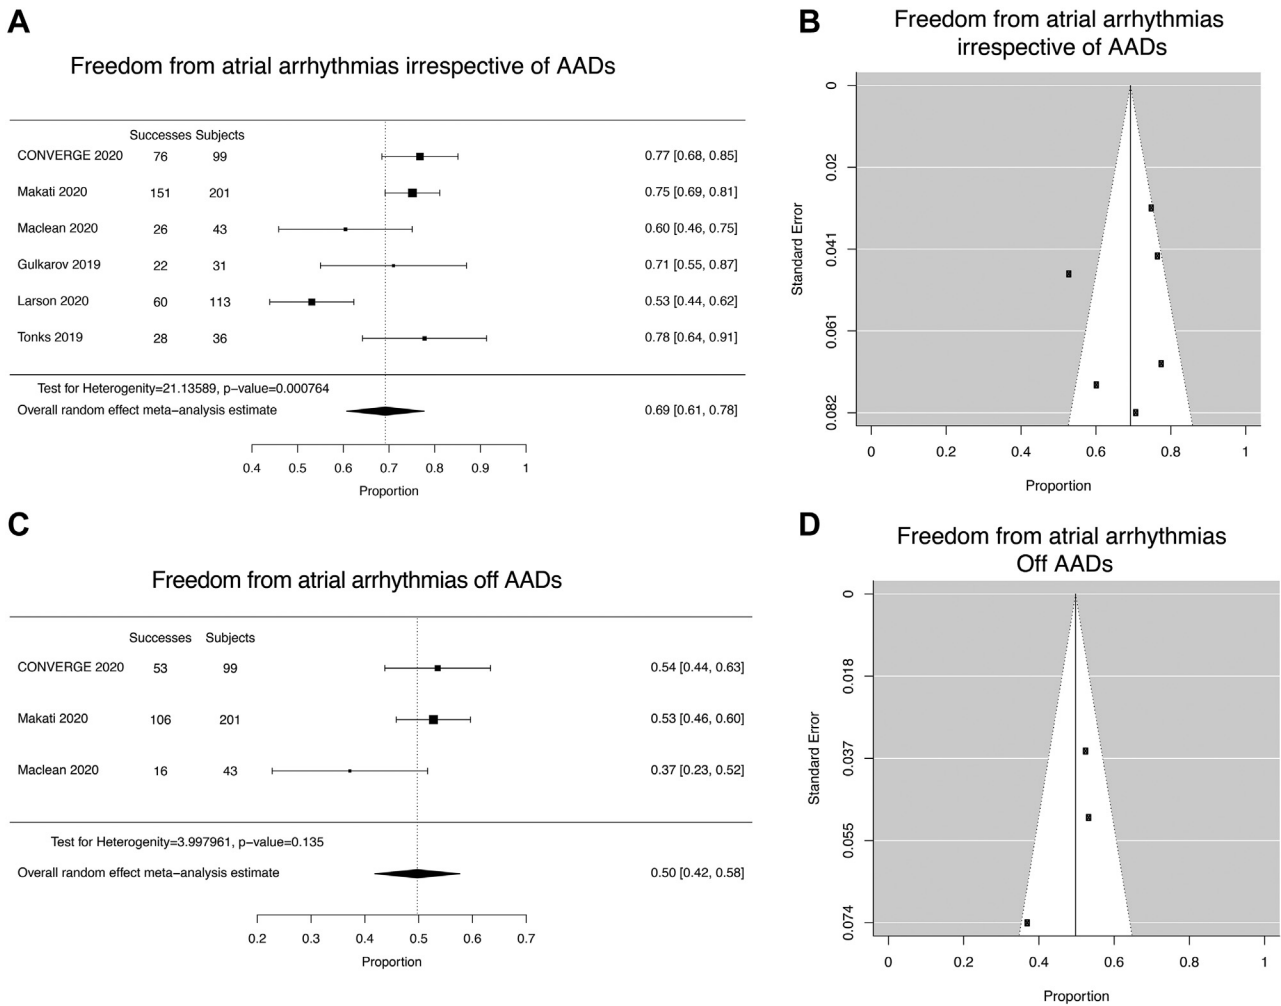 A
Freedom from atrial arrhythmias irrespective of AADs
Successes Subjects
CONVERGE 2020 76 99 0.77 [0.68, 0.85]
Makati 2020 151 201 0.75 [0.69, 0.81]
Maclean 2020 26 43 0.60 [0.46, 0.75]
Gulkarov 2019 22 31 0.71 [0.55, 0.87]
Larson 2020 60 113 0.53 [0.44, 0.62]
Tonks 2019 28 36 0.78 [0.64, 0.91]
Test for Heterogenity=21.13589, p-value=0.000764
Overall random effect meta-analysis estimate 0.69 [0.61, 0.78]
0.4 0.5 0.6 0.7 0.8 0.9 1
Proportion
B
Freedom from atrial arrhythmias
irrespective of AADs
Standard Error
0
0.02
0.041
0.061
0.082
0 0.2 0.4 0.6 0.8 1
Proportion
C
Freedom from atrial arrhythmias off AADs
Successes Subjects
CONVERGE 2020 53 99 0.54 [0.44, 0.63]
Makati 2020 106 201 0.53 [0.46, 0.60]
Maclean 2020 16 43 0.37 [0.23, 0.52]
Test for Heterogenity=3.997961, p-value=0.135
Overall random effect meta-analysis estimate 0.50 [0.42, 0.58]
0.2 0.3 0.4 0.5 0.6 0.7
Proportion
D
Freedom from atrial arrhythmias
Off AADs
Standard Error
0
0.018
0.037
0.055
0.074
0 0.2 0.4 0.6 0.8 1
Proportion